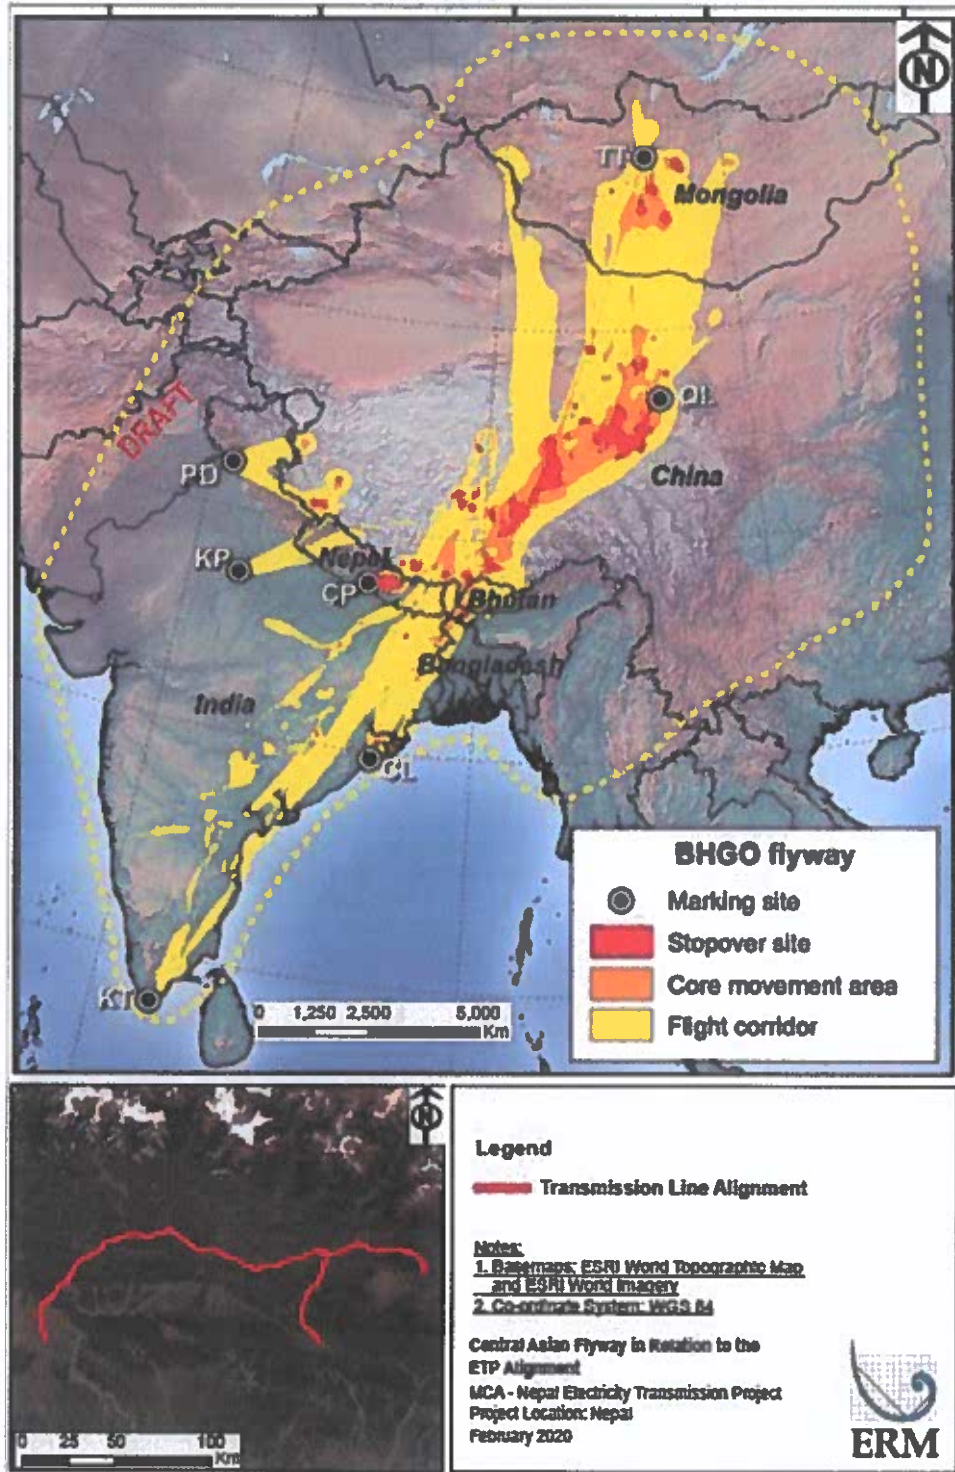 TT
Mongolia
DRAFT
QL
PD
China
KP
Nepal
CP
Bhutan
Bangladesh
India
CL
KT
0 1,250 2,500 5,000
Km
BHGO flyway
Marking site
Stopover site
Core movement area
Flight corridor
N
N
0 25 50 100
Km
Legend
Transmission Line Alignment
Notes:
1. Basemaps: ESRI World Topographic Map
and ESRI World Imagery
2. Co-ordinate System: WGS 84
Central Asian Flyway in Relation to the
ETP Alignment
MCA - Nepal Electricity Transmission Project
Project Location: Nepal
February 2020
ERM